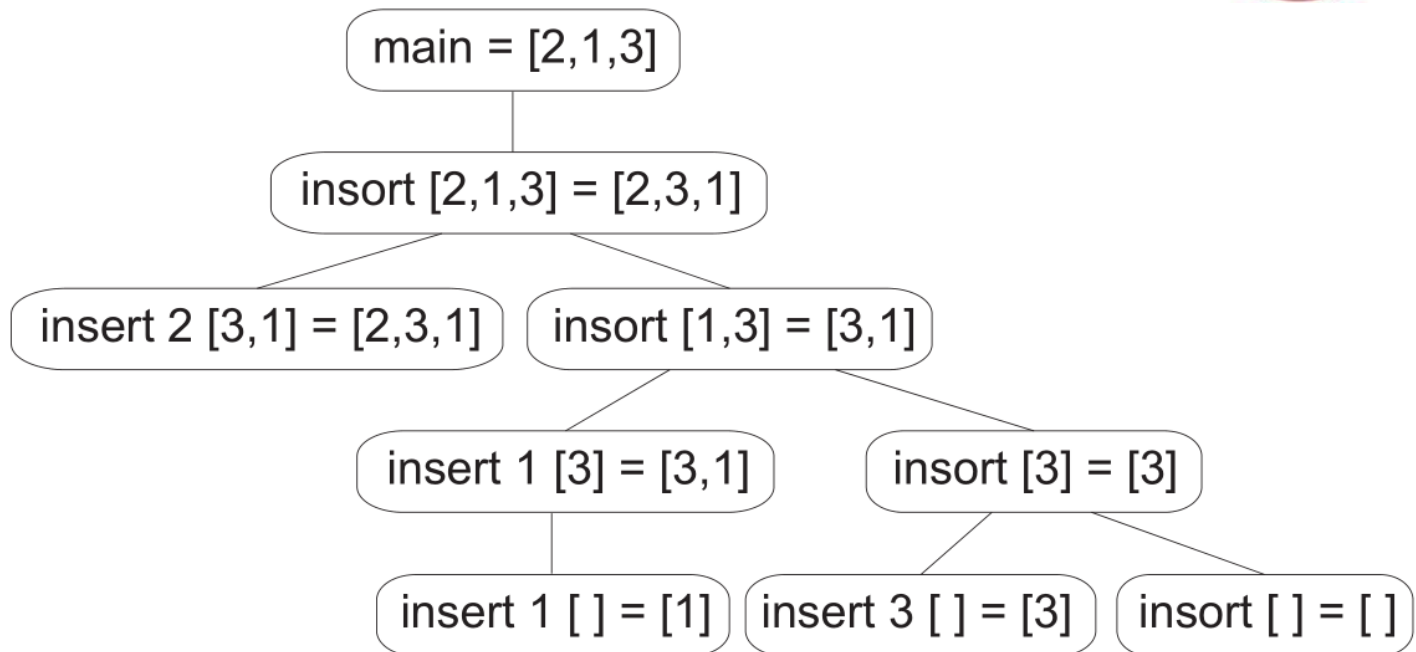 main = [2,1,3]
insort [2,1,3] = [2,3,1]
insert 2 [3,1] = [2,3,1]
insort [1,3] = [3,1]
insert 1 [3] = [3,1]
insort [3] = [3]
insert 1 [ ] = [1]
insert 3 [ ] = [3]
insort [ ] = [ ]